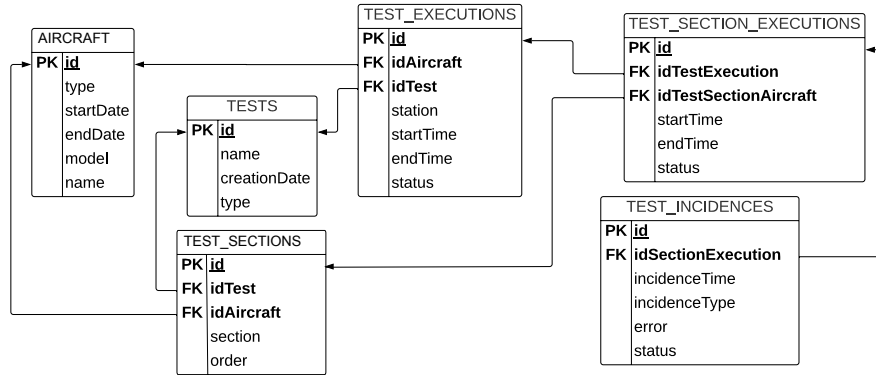 AIRCRAFT
PK id
type
startDate
endDate
model
name
TESTS
PK id
name
creationDate
type
TEST_SECTIONS
PK id
FK idTest
FK idAircraft
section
order
TEST_EXECUTIONS
PK id
FK idAircraft
FK idTest
station
startTime
endTime
status
TEST_SECTION_EXECUTIONS
PK id
FK idTestExecution
FK idTestSectionAircraft
startTime
endTime
status
TEST_INCIDENCES
PK id
FK idSectionExecution
incidenceTime
incidenceType
error
status